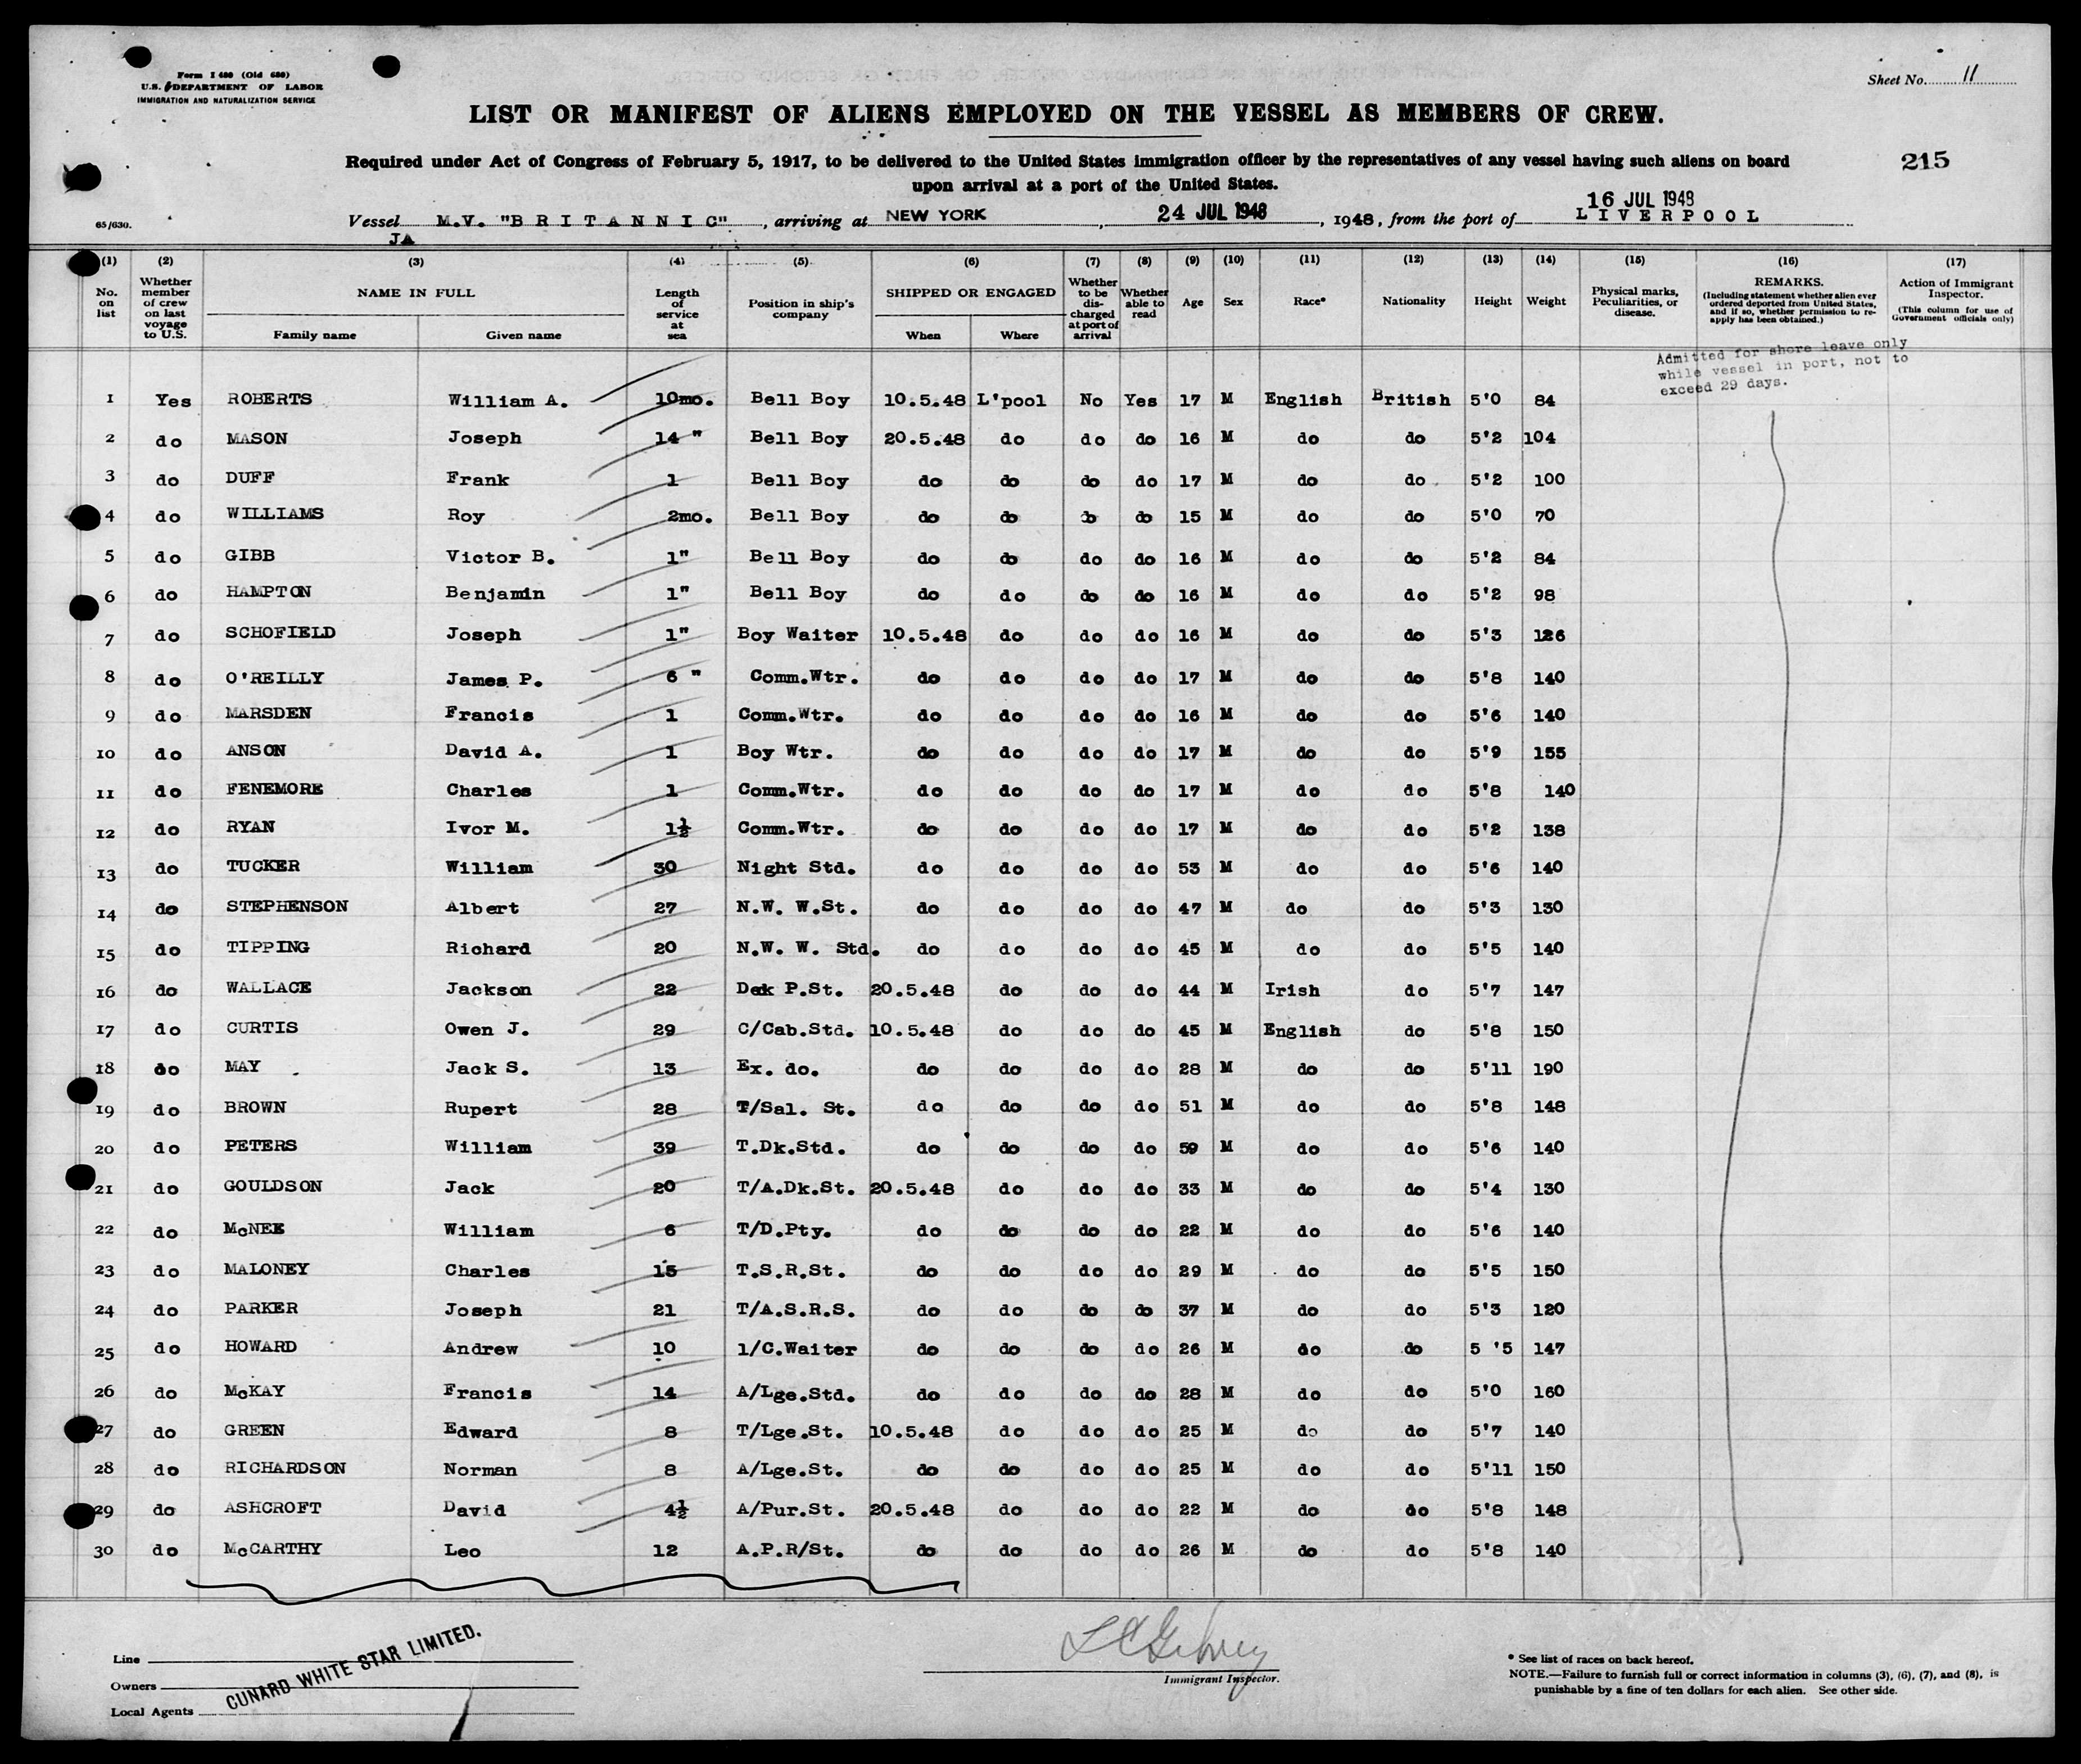 Form I 480 (Old 680)
U.S. DEPARTMENT OF LABOR
IMMIGRATION AND NATURALIZATION SERVICE
Sheet No. 11
LIST OR MANIFEST OF ALIENS EMPLOYED ON THE VESSEL AS MEMBERS OF CREW.
Required under Act of Congress of February 5, 1917, to be delivered to the United States immigration officer by the representatives of any vessel having such aliens on board
upon arrival at a port of the United States.
215
16 JUL 1948
65/630.
Vessel M.V. "BRITANNIC", arriving at NEW YORK, 24 JUL 1948, 1948, from the port of LIVERPOOL
JA
(1) No. on list
(2) Whether member of crew on last voyage to U.S.
(3) NAME IN FULL Family name Given name
(4) Length of service at sea
(5) Position in ship's company
(6) SHIPPED OR ENGAGED When Where
(7) Whether to be discharged at port of arrival
(8) Whether able to read
(9) Age
(10) Sex
(11) Race*
(12) Nationality
(13) Height
(14) Weight
(15) Physical marks, Peculiarities, or disease.
(16) REMARKS. (Including statement whether alien ever ordered deported from United States, and if so, whether permission to re-apply has been obtained.)
(17) Action of Immigrant Inspector. (This column for use of Government officials only)
Admitted for shore leave only
while vessel in port, not to
exceed 29 days.
1 Yes ROBERTS William A. 10mo. Bell Boy 10.5.48 L'pool No Yes 17 M English British 5'0 84
2 do MASON Joseph 14 " Bell Boy 20.5.48 do do do 16 M do do 5'2 104
3 do DUFF Frank 1 Bell Boy do do do do 17 M do do 5'2 100
4 do WILLIAMS Roy 2mo. Bell Boy do do do do 15 M do do 5'0 70
5 do GIBB Victor B. 1" Bell Boy do do do do 16 M do do 5'2 84
6 do HAMPTON Benjamin 1" Bell Boy do do do do 16 M do do 5'2 98
7 do SCHOFIELD Joseph 1" Boy Waiter 10.5.48 do do do 16 M do do 5'3 126
8 do O'REILLY James P. 6 " Comm.Wtr. do do do do 17 M do do 5'8 140
9 do MARSDEN Francis 1 Comm.Wtr. do do do do 16 M do do 5'6 140
10 do ANSON David A. 1 Boy Wtr. do do do do 17 M do do 5'9 155
11 do FENEMORE Charles 1 Comm.Wtr. do do do do 17 M do do 5'8 140
12 do RYAN Ivor M. 1½ Comm.Wtr. do do do do 17 M do do 5'2 138
13 do TUCKER William 30 Night Std. do do do do 53 M do do 5'6 140
14 do STEPHENSON Albert 27 N.W. W.St. do do do do 47 M do do 5'3 130
15 do TIPPING Richard 20 N.W. W. Std. do do do do 45 M do do 5'5 140
16 do WALLACE Jackson 22 Dek P.St. 20.5.48 do do do 44 M Irish do 5'7 147
17 do CURTIS Owen J. 29 C/Cab.Std. 10.5.48 do do do 45 M English do 5'8 150
18 do MAY Jack S. 13 Ex. do. do do do do 28 M do do 5'11 190
19 do BROWN Rupert 28 T/Sal. St. do do do do 51 M do do 5'8 148
20 do PETERS William 39 T.Dk.Std. do do do do 59 M do do 5'6 140
21 do GOULDSON Jack 20 T/A.Dk.St. 20.5.48 do do do 33 M do do 5'4 130
22 do McNEE William 6 T/D.Pty. do do do do 22 M do do 5'6 140
23 do MALONEY Charles 15 T.S.R.St. do do do do 29 M do do 5'5 150
24 do PARKER Joseph 21 T/A.S.R.S. do do do do 37 M do do 5'3 120
25 do HOWARD Andrew 10 1/C.Waiter do do do do 26 M do do 5 '5 147
26 do McKAY Francis 14 A/Lge.Std. do do do do 28 M do do 5'0 160
27 do GREEN Edward 8 T/Lge.St. 10.5.48 do do do 25 M do do 5'7 140
28 do RICHARDSON Norman 8 A/Lge.St. do do do do 25 M do do 5'11 150
29 do ASHCROFT David 4½ A/Pur.St. 20.5.48 do do do 22 M do do 5'8 148
30 do McCARTHY Leo 12 A.P.R/St. do do do do 26 M do do 5'8 140
Line
Owners
Local Agents
CUNARD WHITE STAR LIMITED.
Immigrant Inspector.
* See list of races on back hereof.
NOTE.—Failure to furnish full or correct information in columns (3), (6), (7), and (8), is
punishable by a fine of ten dollars for each alien. See other side.